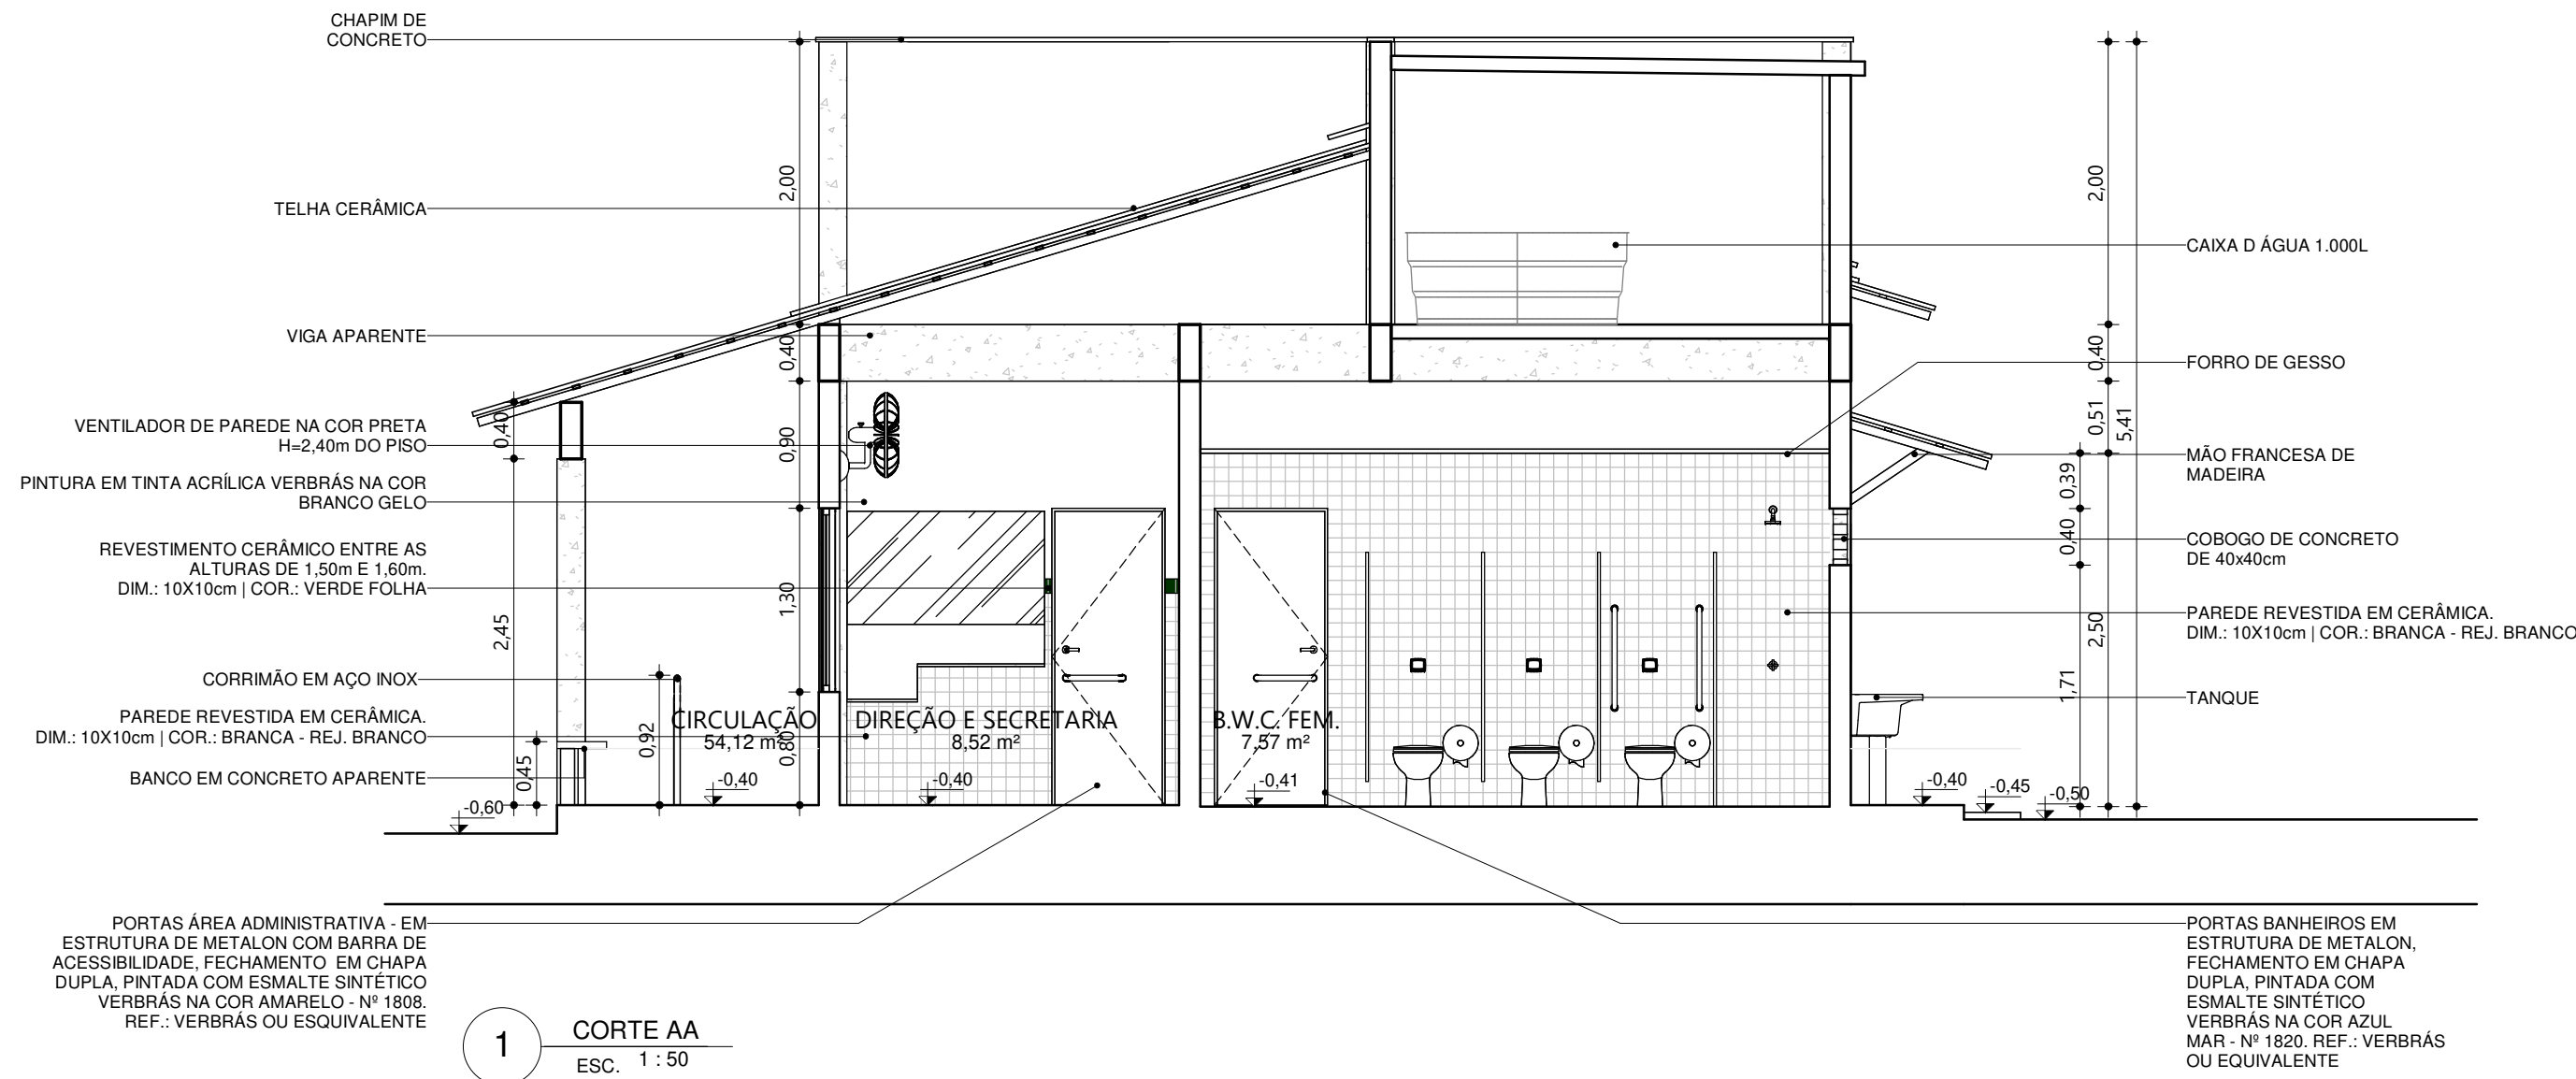 CHAPIM DE
CONCRETO
TELHA CERÂMICA
VIGA APARENTE
VENTILADOR DE PAREDE NA COR PRETA
H=2,40m DO PISO
PINTURA EM TINTA ACRÍLICA VERBRÁS NA COR
BRANCO GELO
REVESTIMENTO CERÂMICO ENTRE AS
ALTURAS DE 1,50m E 1,60m.
DIM.: 10X10cm | COR.: VERDE FOLHA
CORRIMÃO EM AÇO INOX
PAREDE REVESTIDA EM CERÂMICA.
DIM.: 10X10cm | COR.: BRANCA - REJ. BRANCO
BANCO EM CONCRETO APARENTE
PORTAS ÁREA ADMINISTRATIVA - EM
ESTRUTURA DE METALON COM BARRA DE
ACESSIBILIDADE, FECHAMENTO EM CHAPA
DUPLA, PINTADA COM ESMALTE SINTÉTICO
VERBRÁS NA COR AMARELO - Nº 1808.
REF.: VERBRÁS OU ESQUIVALENTE
0,40
2,45
0,45
0,92
2,00
0,40
0,90
1,30
0,80
-0,60
CIRCULAÇÃO
54,12 m²
-0,40
DIREÇÃO E SECRETARIA
8,52 m²
-0,40
B.W.C. FEM.
7,57 m²
-0,41
-0,40
-0,45
-0,50
2,00
0,40
0,51
5,41
0,39
0,40
2,50
1,71
CAIXA D ÁGUA 1.000L
FORRO DE GESSO
MÃO FRANCESA DE
MADEIRA
COBOGO DE CONCRETO
DE 40x40cm
PAREDE REVESTIDA EM CERÂMICA.
DIM.: 10X10cm | COR.: BRANCA - REJ. BRANCO
TANQUE
PORTAS BANHEIROS EM
ESTRUTURA DE METALON,
FECHAMENTO EM CHAPA
DUPLA, PINTADA COM
ESMALTE SINTÉTICO
VERBRÁS NA COR AZUL
MAR - Nº 1820. REF.: VERBRÁS
OU EQUIVALENTE
1
CORTE AA
ESC. 1 : 50